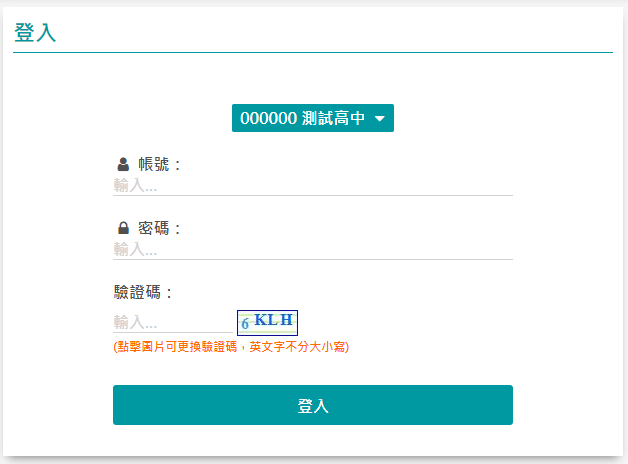 登入
000000 測試高中
帳號：
輸入...
密碼：
輸入...
驗證碼：
輸入...
6KLH
(點擊圖片可更換驗證碼，英文字不分大小寫)
登入